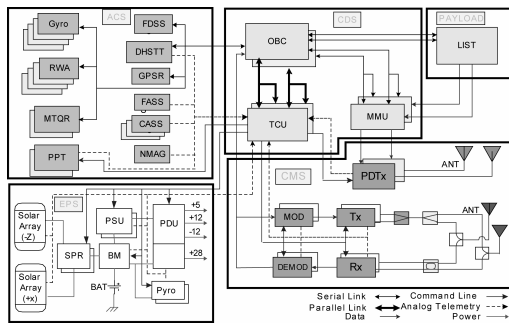 ACS
Gyro
FDSS
DHSTT
RWA
GPSR
FASS
MTQR
CASS
PPT
NMAG
CDS
OBC
TCU
MMU
PAYLOAD
LIST
EPS
Solar
Array
(-Z)
Solar
Array
(+x)
PSU
PDU
+5
+12
-12
+28
SPR
BM
BAT
Pyro
CMS
PDTx
ANT
MOD
Tx
ANT
DEMOD
Rx
Serial Link
Command Line
Parallel Link
Analog Telemetry
Data
Power